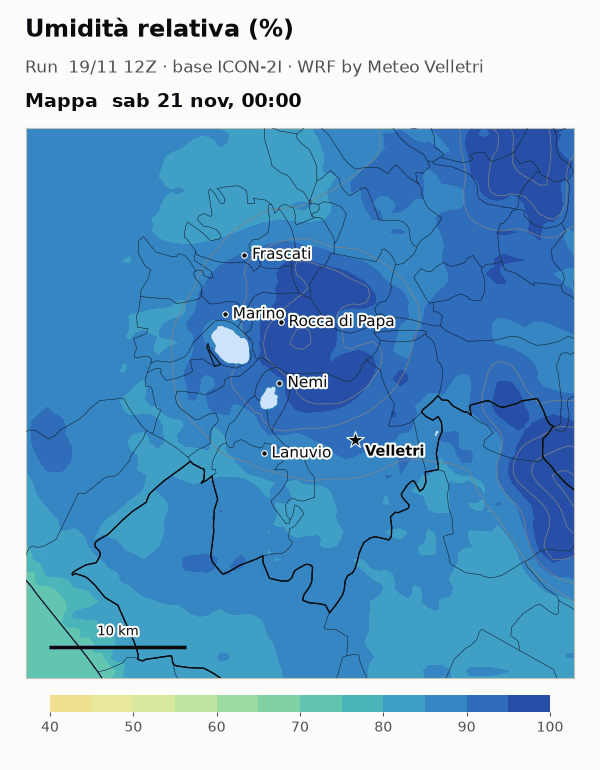 Umidità relativa (%)
Run  19/11 12Z · base ICON-2I · WRF by Meteo Velletri
Mappa  sab 21 nov, 00:00
Frascati
Marino
Rocca di Papa
Nemi
Velletri
Lanuvio
10 km
40 50 60 70 80 90 100